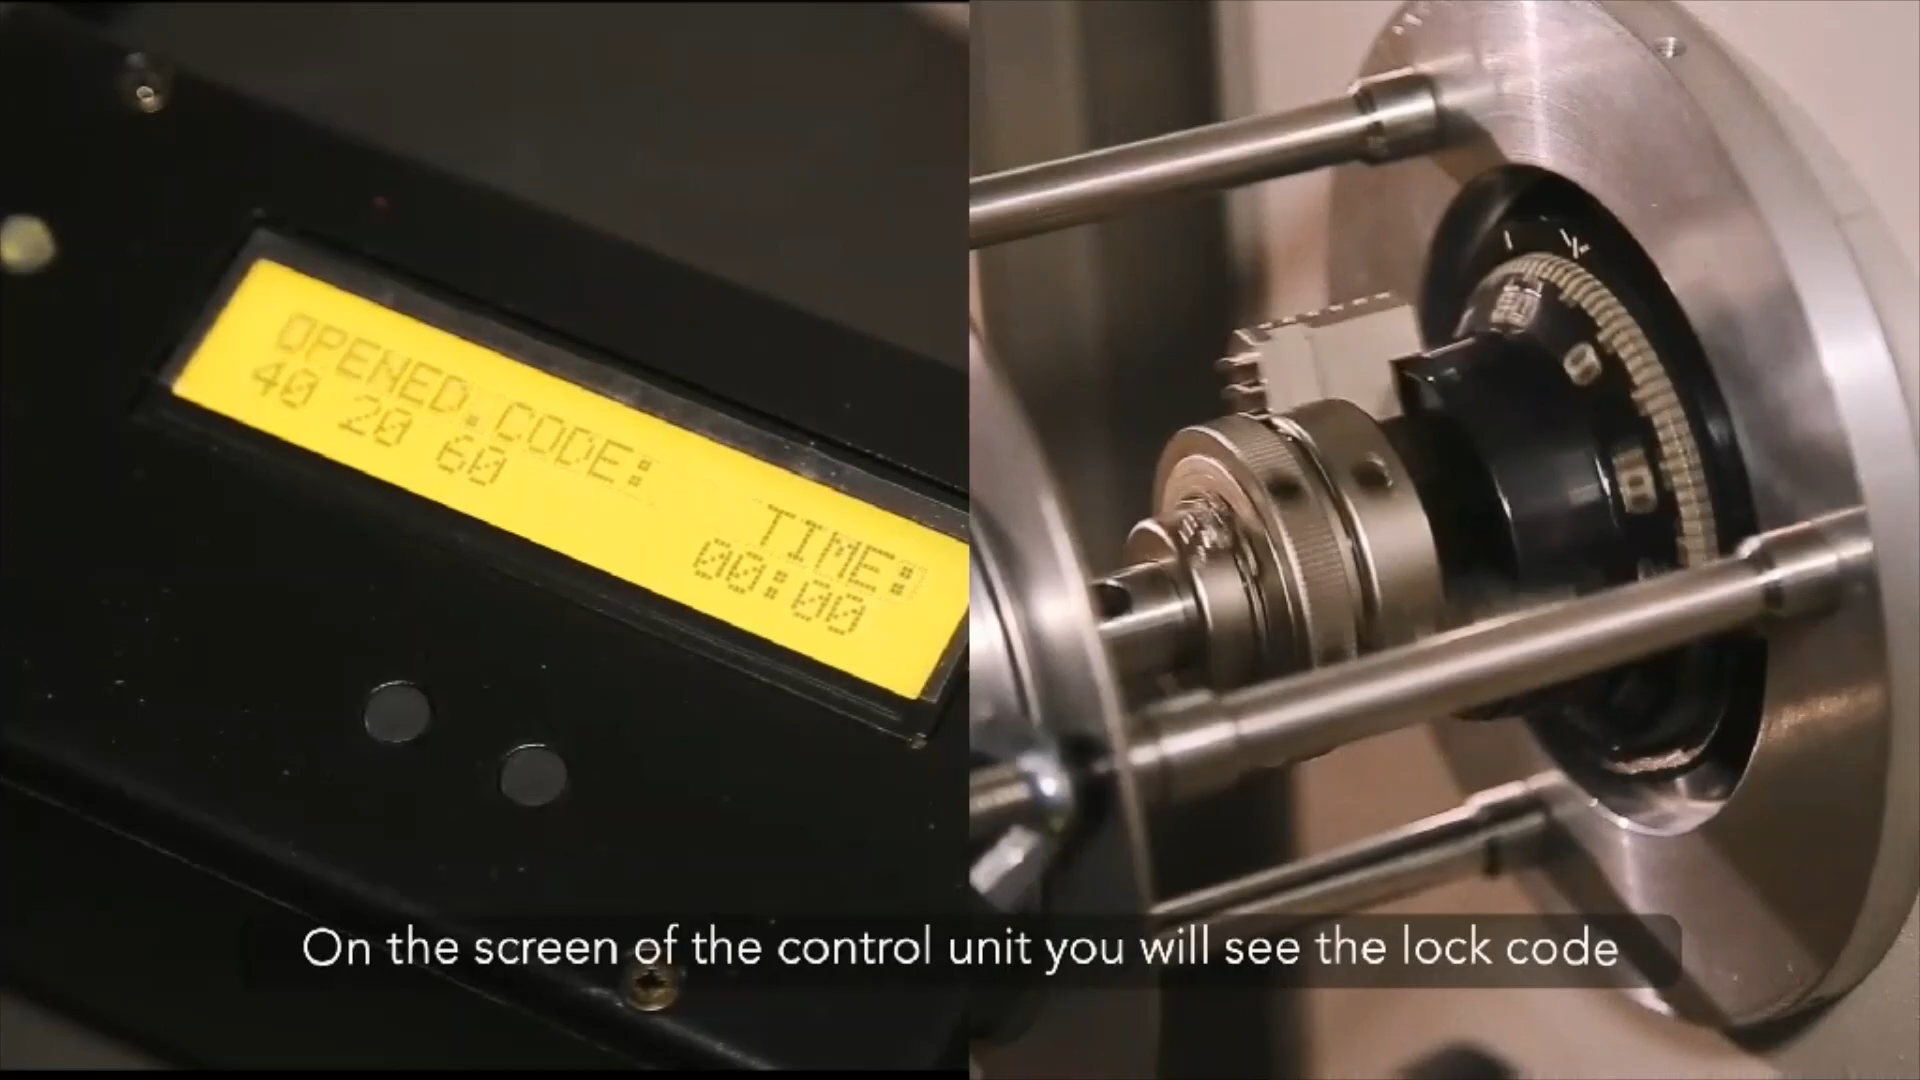 OPENED.CODE:
40 20 60
TIME:
00:00
On the screen of the control unit you will see the lock code